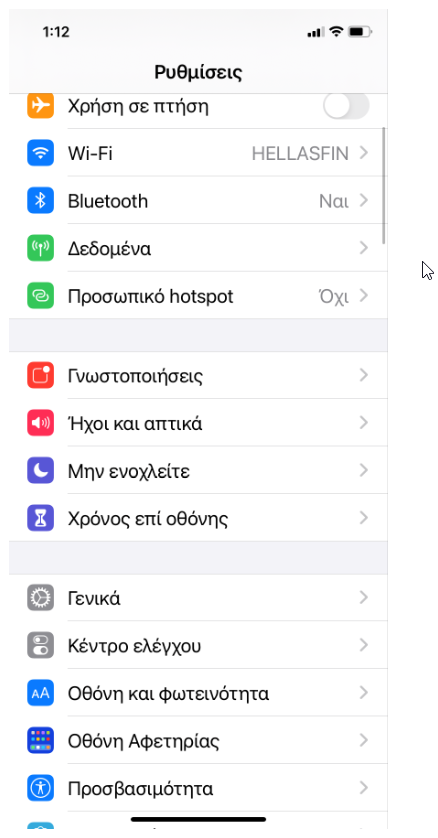 1:12
Ρυθμίσεις
Χρήση σε πτήση
Wi-Fi HELLASFIN
Bluetooth Ναι
Δεδομένα
Προσωπικό hotspot Όχι
Γνωστοποιήσεις
Ήχοι και απτικά
Μην ενοχλείτε
Χρόνος επί οθόνης
Γενικά
Κέντρο ελέγχου
AA Οθόνη και φωτεινότητα
Οθόνη Αφετηρίας
Προσβασιμότητα